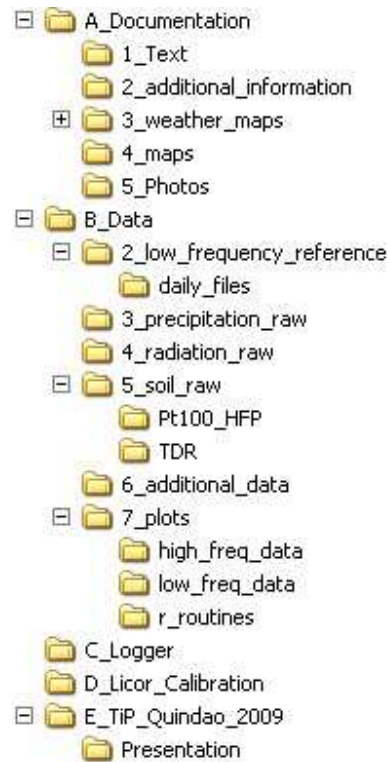 A_Documentation
1_Text
2_additional_information
3_weather_maps
4_maps
5_Photos
B_Data
2_low_frequency_reference
daily_files
3_precipitation_raw
4_radiation_raw
5_soil_raw
Pt100_HFP
TDR
6_additional_data
7_plots
high_freq_data
low_freq_data
r_routines
C_Logger
D_Licor_Calibration
E_TiP_Quindao_2009
Presentation